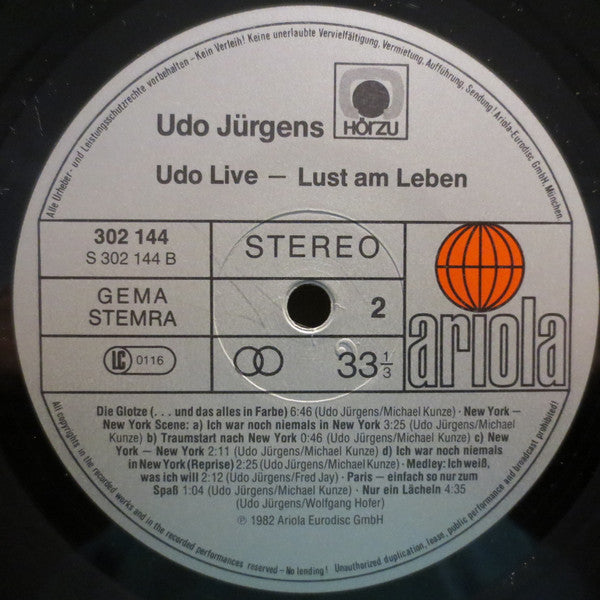 Alle Urheber- und Leistungsschutzrechte vorbehalten – Kein Verleih! Keine unerlaubte Vervielfältigung, Vermietung, Aufführung, Sendung! Ariola-Eurodisc GmbH, München.
HÖRZU
Udo Jürgens
Udo Live – Lust am Leben
302 144
S 302 144 B
STEREO
GEMA
STEMRA
2
LC 0116
33 1/3
ariola
Die Glotze (. . . und das alles in Farbe) 6:46 (Udo Jürgens/Michael Kunze) · New York –
New York Scene: a) Ich war noch niemals in New York 3:25 (Udo Jürgens/Michael
Kunze) b) Traumstart nach New York 0:46 (Udo Jürgens/Michael Kunze) c) New
York – New York 2:11 (Udo Jürgens/Michael Kunze) d) Ich war noch niemals
in New York (Reprise) 2:25 (Udo Jürgens/Michael Kunze) · Medley: Ich weiß,
was ich will 2:12 (Udo Jürgens/Fred Jay) · Paris – einfach so nur zum
Spaß 1:04 (Udo Jürgens/Michael Kunze) · Nur ein Lächeln 4:35
(Udo Jürgens/Wolfgang Hofer)
℗ 1982 Ariola Eurodisc GmbH
All copyrights in the recorded works and in the recorded performances reserved – No lending! Unauthorized duplication, lease, public performance and broadcast prohibited!